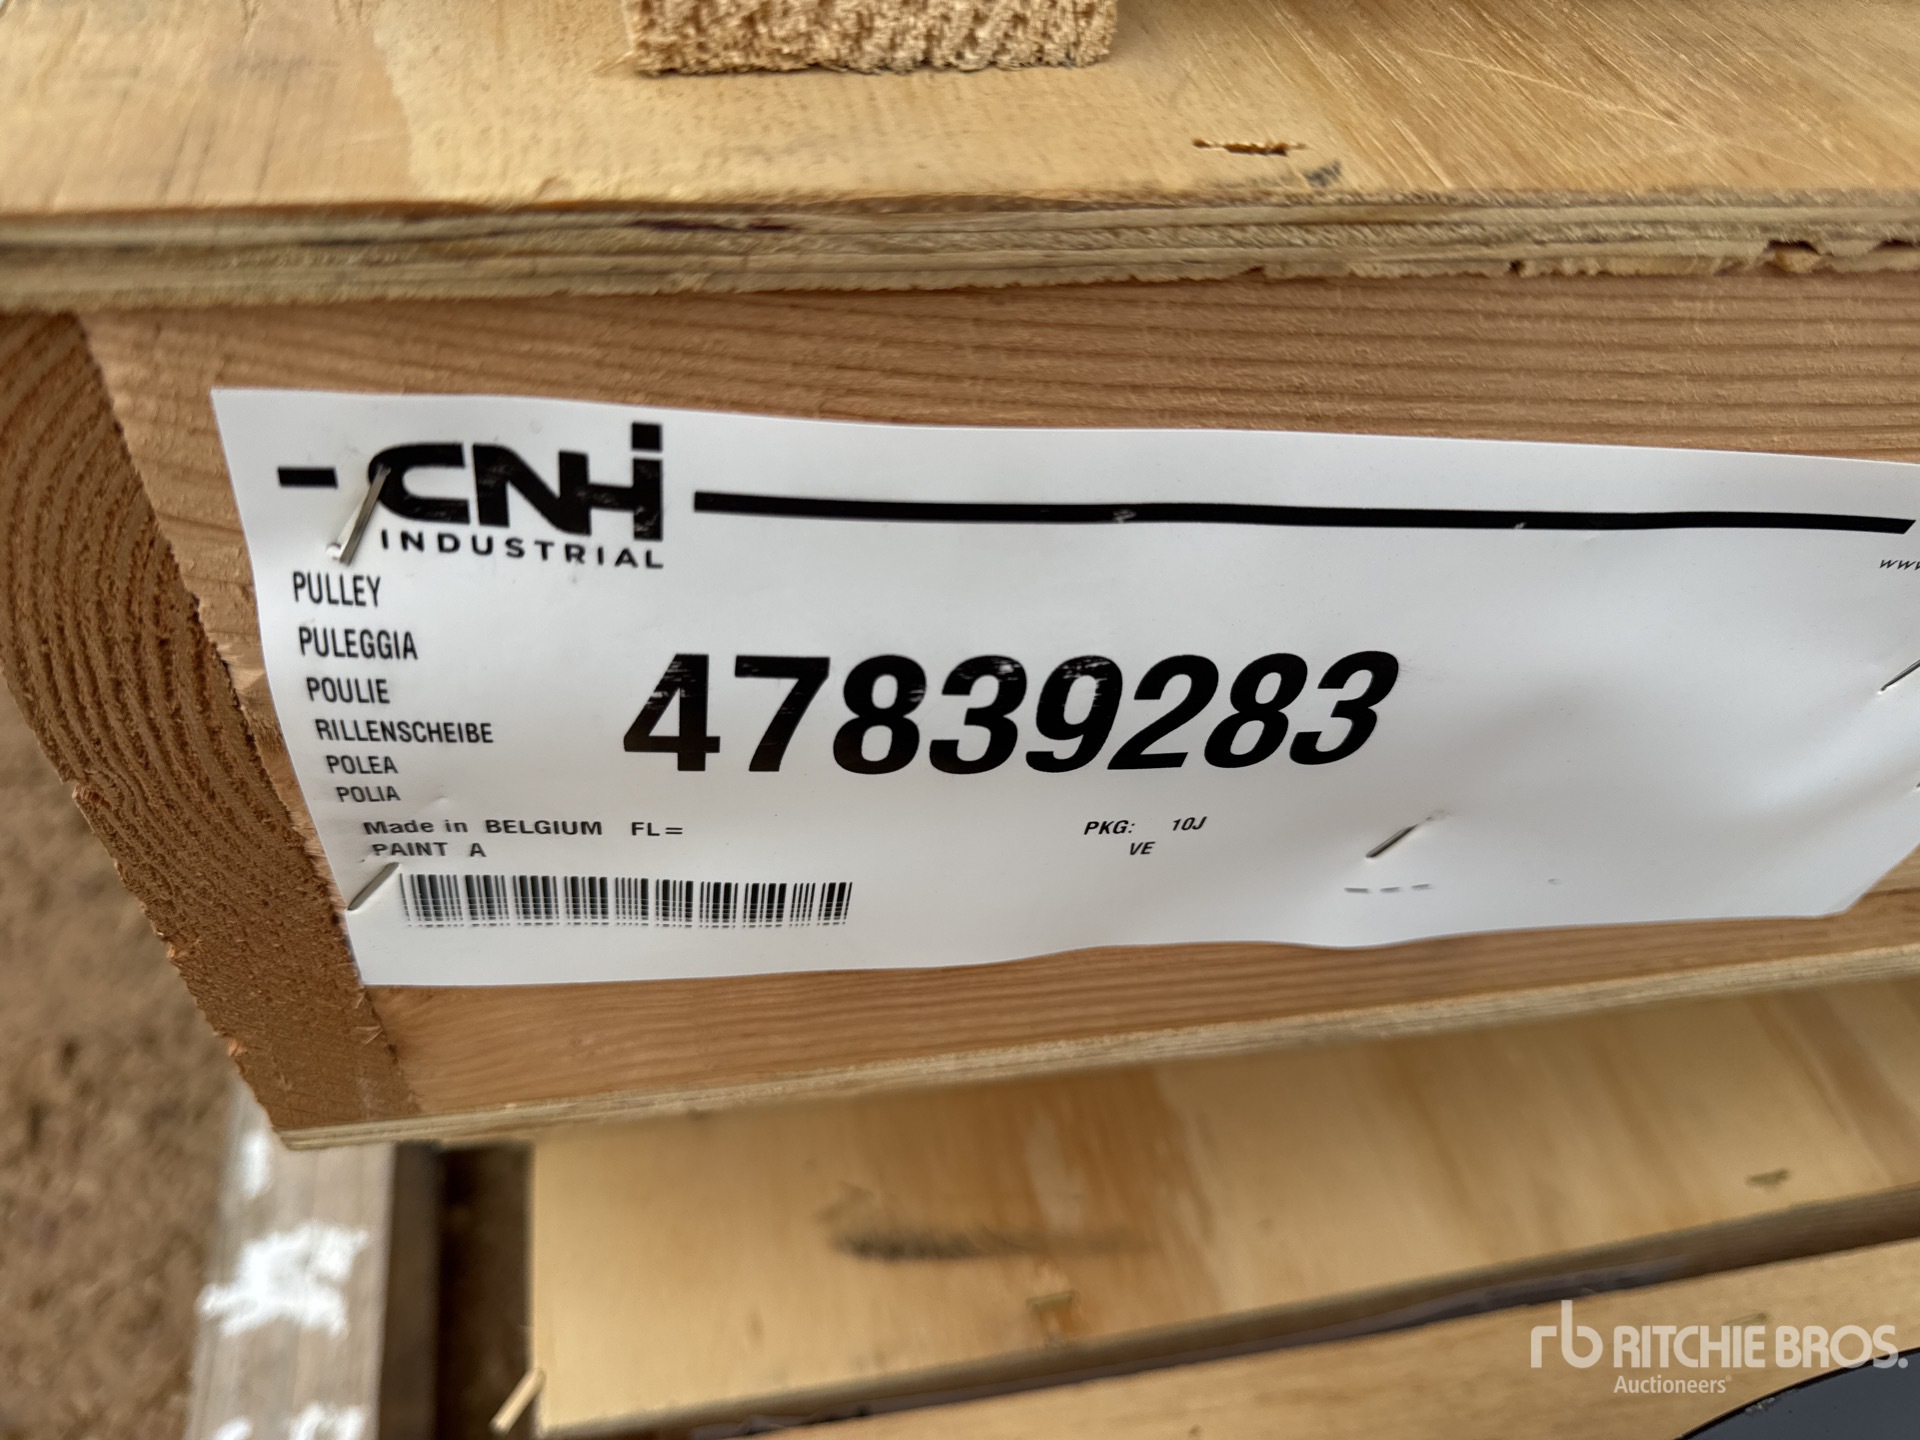 CNH
INDUSTRIAL
www
PULLEY
PULEGGIA
POULIE
RILLENSCHEIBE
POLEA
POLIA
47839283
Made in BELGIUM FL=
PAINT A
PKG: 10J
VE
rb RITCHIE BROS.
Auctioneers